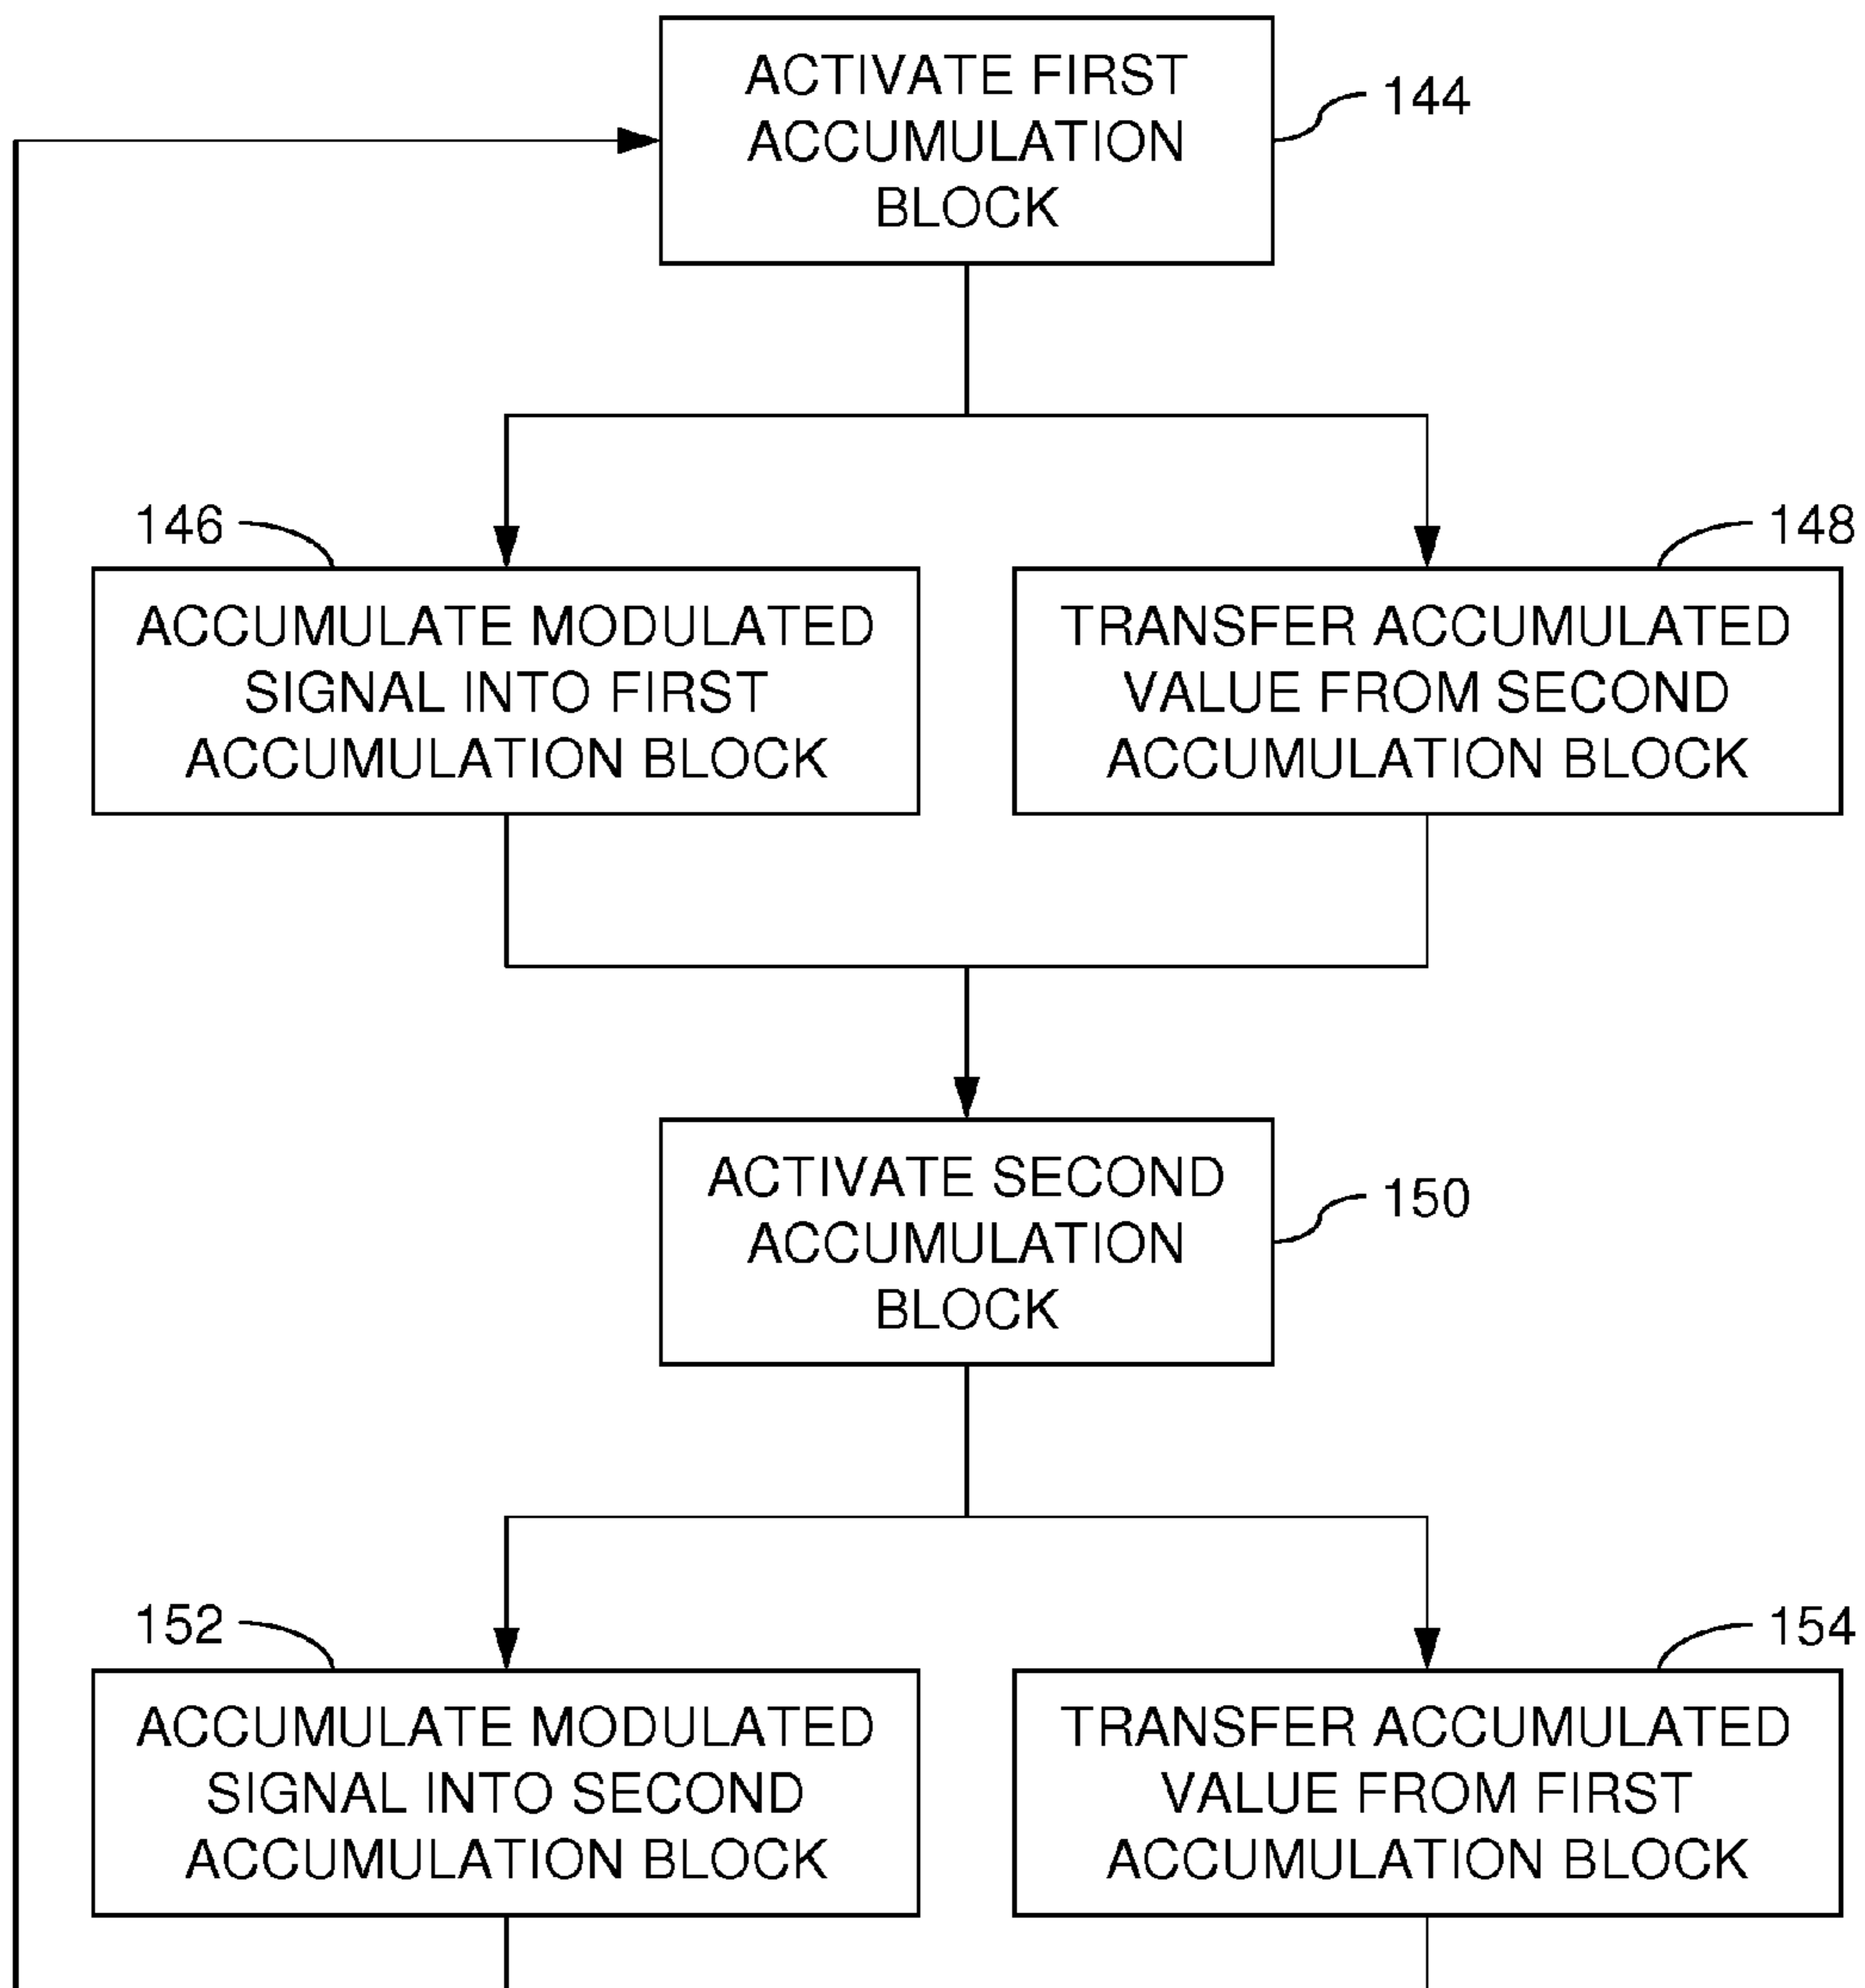 ACTIVATE FIRST
ACCUMULATION
BLOCK
144
146
ACCUMULATE MODULATED
SIGNAL INTO FIRST
ACCUMULATION BLOCK
148
TRANSFER ACCUMULATED
VALUE FROM SECOND
ACCUMULATION BLOCK
ACTIVATE SECOND
ACCUMULATION
BLOCK
150
152
ACCUMULATE MODULATED
SIGNAL INTO SECOND
ACCUMULATION BLOCK
154
TRANSFER ACCUMULATED
VALUE FROM FIRST
ACCUMULATION BLOCK